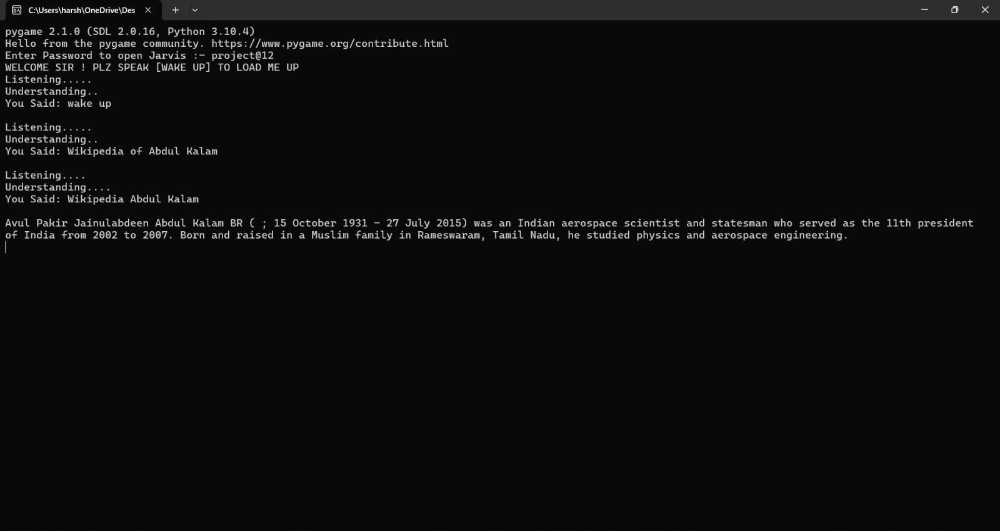 C:\Users\harsh\OneDrive\Des
pygame 2.1.0 (SDL 2.0.16, Python 3.10.4)
Hello from the pygame community. https://www.pygame.org/contribute.html
Enter Password to open Jarvis :- project@12
WELCOME SIR ! PLZ SPEAK [WAKE UP] TO LOAD ME UP
Listening.....
Understanding..
You Said: wake up
Listening.....
Understanding..
You Said: Wikipedia of Abdul Kalam
Listening....
Understanding....
You Said: Wikipedia Abdul Kalam
Avul Pakir Jainulabdeen Abdul Kalam BR ( ; 15 October 1931 – 27 July 2015) was an Indian aerospace scientist and statesman who served as the 11th president
of India from 2002 to 2007. Born and raised in a Muslim family in Rameswaram, Tamil Nadu, he studied physics and aerospace engineering.